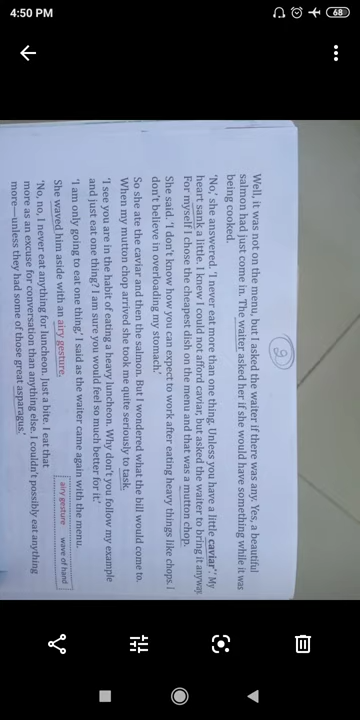 4:50 PM
68
2
Well, it was not on the menu, but I asked the waiter if there was any. Yes, a beautiful
salmon had just come in. The waiter asked her if she would have something while it was
being cooked.
'No,' she answered, 'I never eat more than one thing. Unless you have a little caviar'. My
heart sank a little. I knew I could not afford caviar, but asked the waiter to bring it anyway.
For myself I chose the cheapest dish on the menu and that was a mutton chop.
She said. 'I don't know how you can expect to work after eating heavy things like chops. I
don't believe in overloading my stomach.'
So she ate the caviar and then the salmon. But I wondered what the bill would come to.
When my mutton chop arrived she took me quite seriously to task.
'I see you are in the habit of eating a heavy luncheon. Why don't you follow my example
and just eat one thing? I am sure you would feel so much better for it.'
'I am only going to eat one thing.' I said as the waiter came again with the menu.
She waved him aside with an airy gesture.
airy gesture wave of hand
'No, no, I never eat anything for luncheon. Just a bite. I eat that
more as an excuse for conversation than anything else. I couldn't possibly eat anything
more—unless they had some of those great asparagus.'